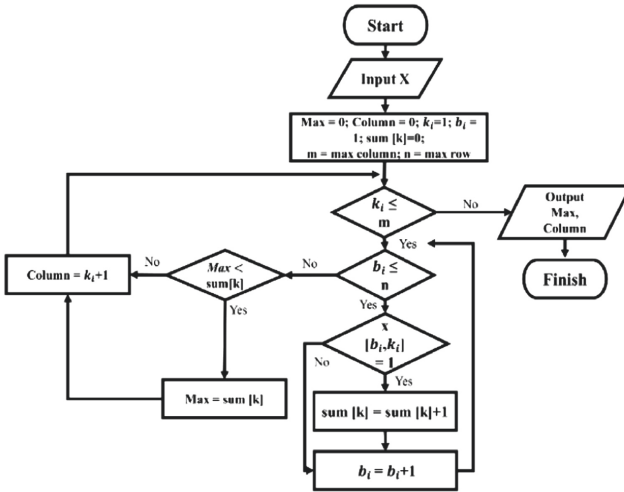 Start
Input X
Max = 0; Column = 0; kᵢ=1; bᵢ =
1; sum [k]=0;
m = max column; n = max row
kᵢ ≤
m
No
Output
Max,
Column
Yes
Finish
Column = kᵢ+1
No
Max <
sum[k]
No
bᵢ ≤
n
Yes
Yes
x
[bᵢ,kᵢ]
= 1
No
Yes
Max = sum [k]
sum [k] = sum [k]+1
bᵢ = bᵢ+1